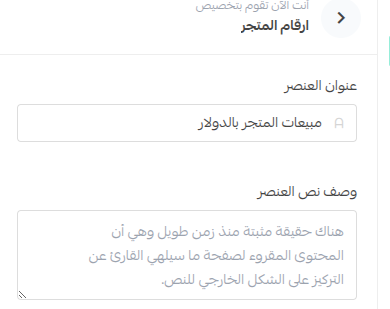 أنت الآن تقوم بتخصيص
ارقام المتجر
عنوان العنصر
مبيعات المتجر بالدولار
وصف نص العنصر
هناك حقيقة مثبتة منذ زمن طويل وهي أن
المحتوى المقروء لصفحة ما سيلهي القارئ عن
التركيز على الشكل الخارجي للنص.